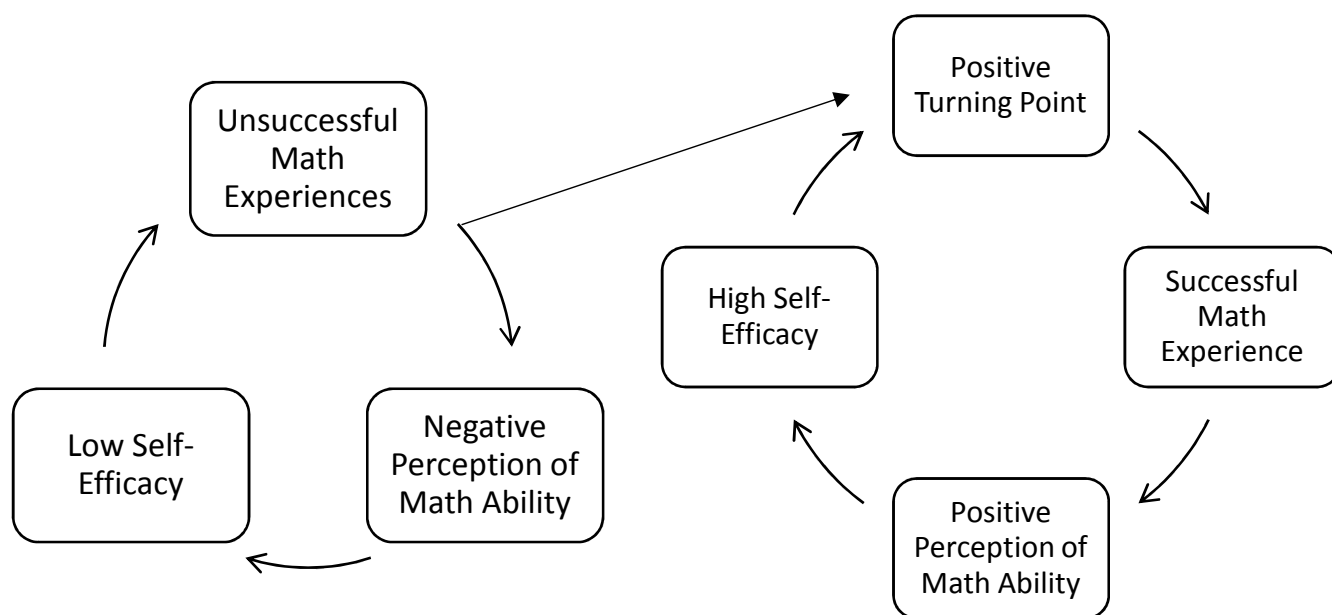 Unsuccessful
Math
Experiences
Negative
Perception of
Math Ability
Low Self-
Efficacy
Positive
Turning Point
Successful
Math
Experience
Positive
Perception of
Math Ability
High Self-
Efficacy